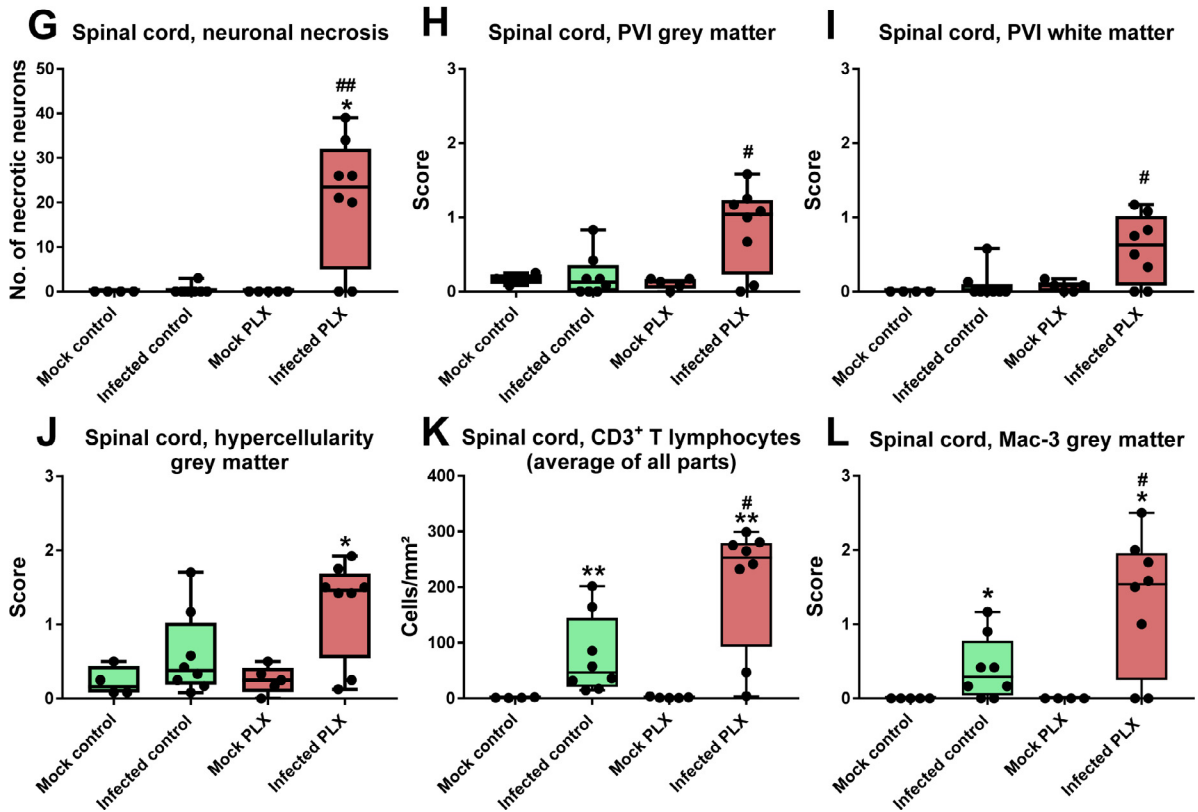 G Spinal cord, neuronal necrosis
No. of necrotic neurons
50
40
30
20
10
0
##
*
Mock control
Infected control
Mock PLX
Infected PLX
H Spinal cord, PVI grey matter
Score
3
2
1
0
#
Mock control
Infected control
Mock PLX
Infected PLX
I Spinal cord, PVI white matter
Score
3
2
1
0
#
Mock control
Infected control
Mock PLX
Infected PLX
J Spinal cord, hypercellularity
grey matter
Score
3
2
1
0
*
Mock control
Infected control
Mock PLX
Infected PLX
K Spinal cord, CD3⁺ T lymphocytes
(average of all parts)
Cells/mm²
400
300
200
100
0
**
#
**
Mock control
Infected control
Mock PLX
Infected PLX
L Spinal cord, Mac-3 grey matter
Score
3
2
1
0
*
#
*
Mock control
Infected control
Mock PLX
Infected PLX